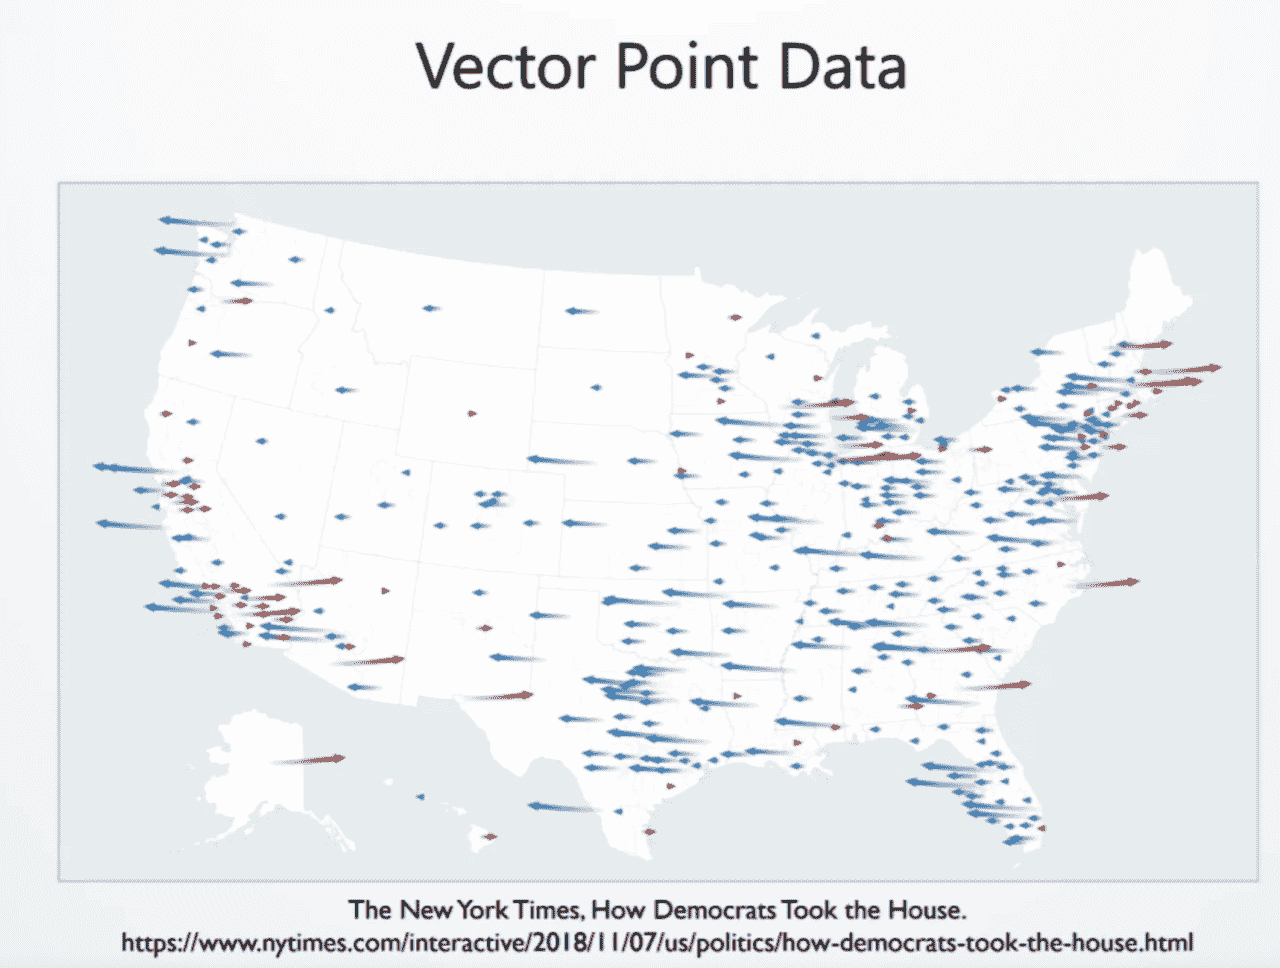 Vector Point Data
The New York Times, How Democrats Took the House.
https://www.nytimes.com/interactive/2018/11/07/us/politics/how-democrats-took-the-house.html